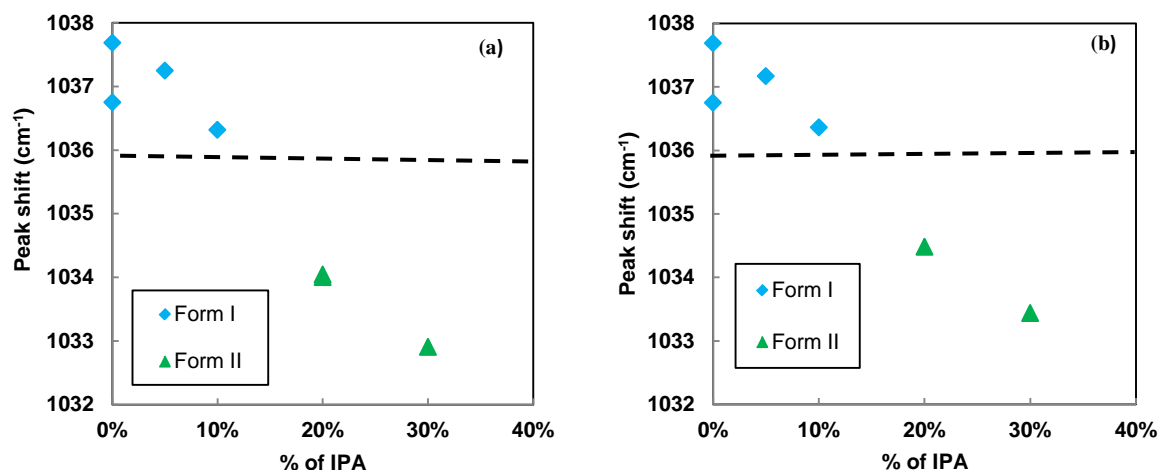 1038
1037
1036
1035
1034
1033
1032
Peak shift (cm-1)
(a)
Form I
Form II
0% 10% 20% 30% 40%
% of IPA
1038
1037
1036
1035
1034
1033
1032
Peak shift (cm-1)
(b)
Form I
Form II
0% 10% 20% 30% 40%
% of IPA